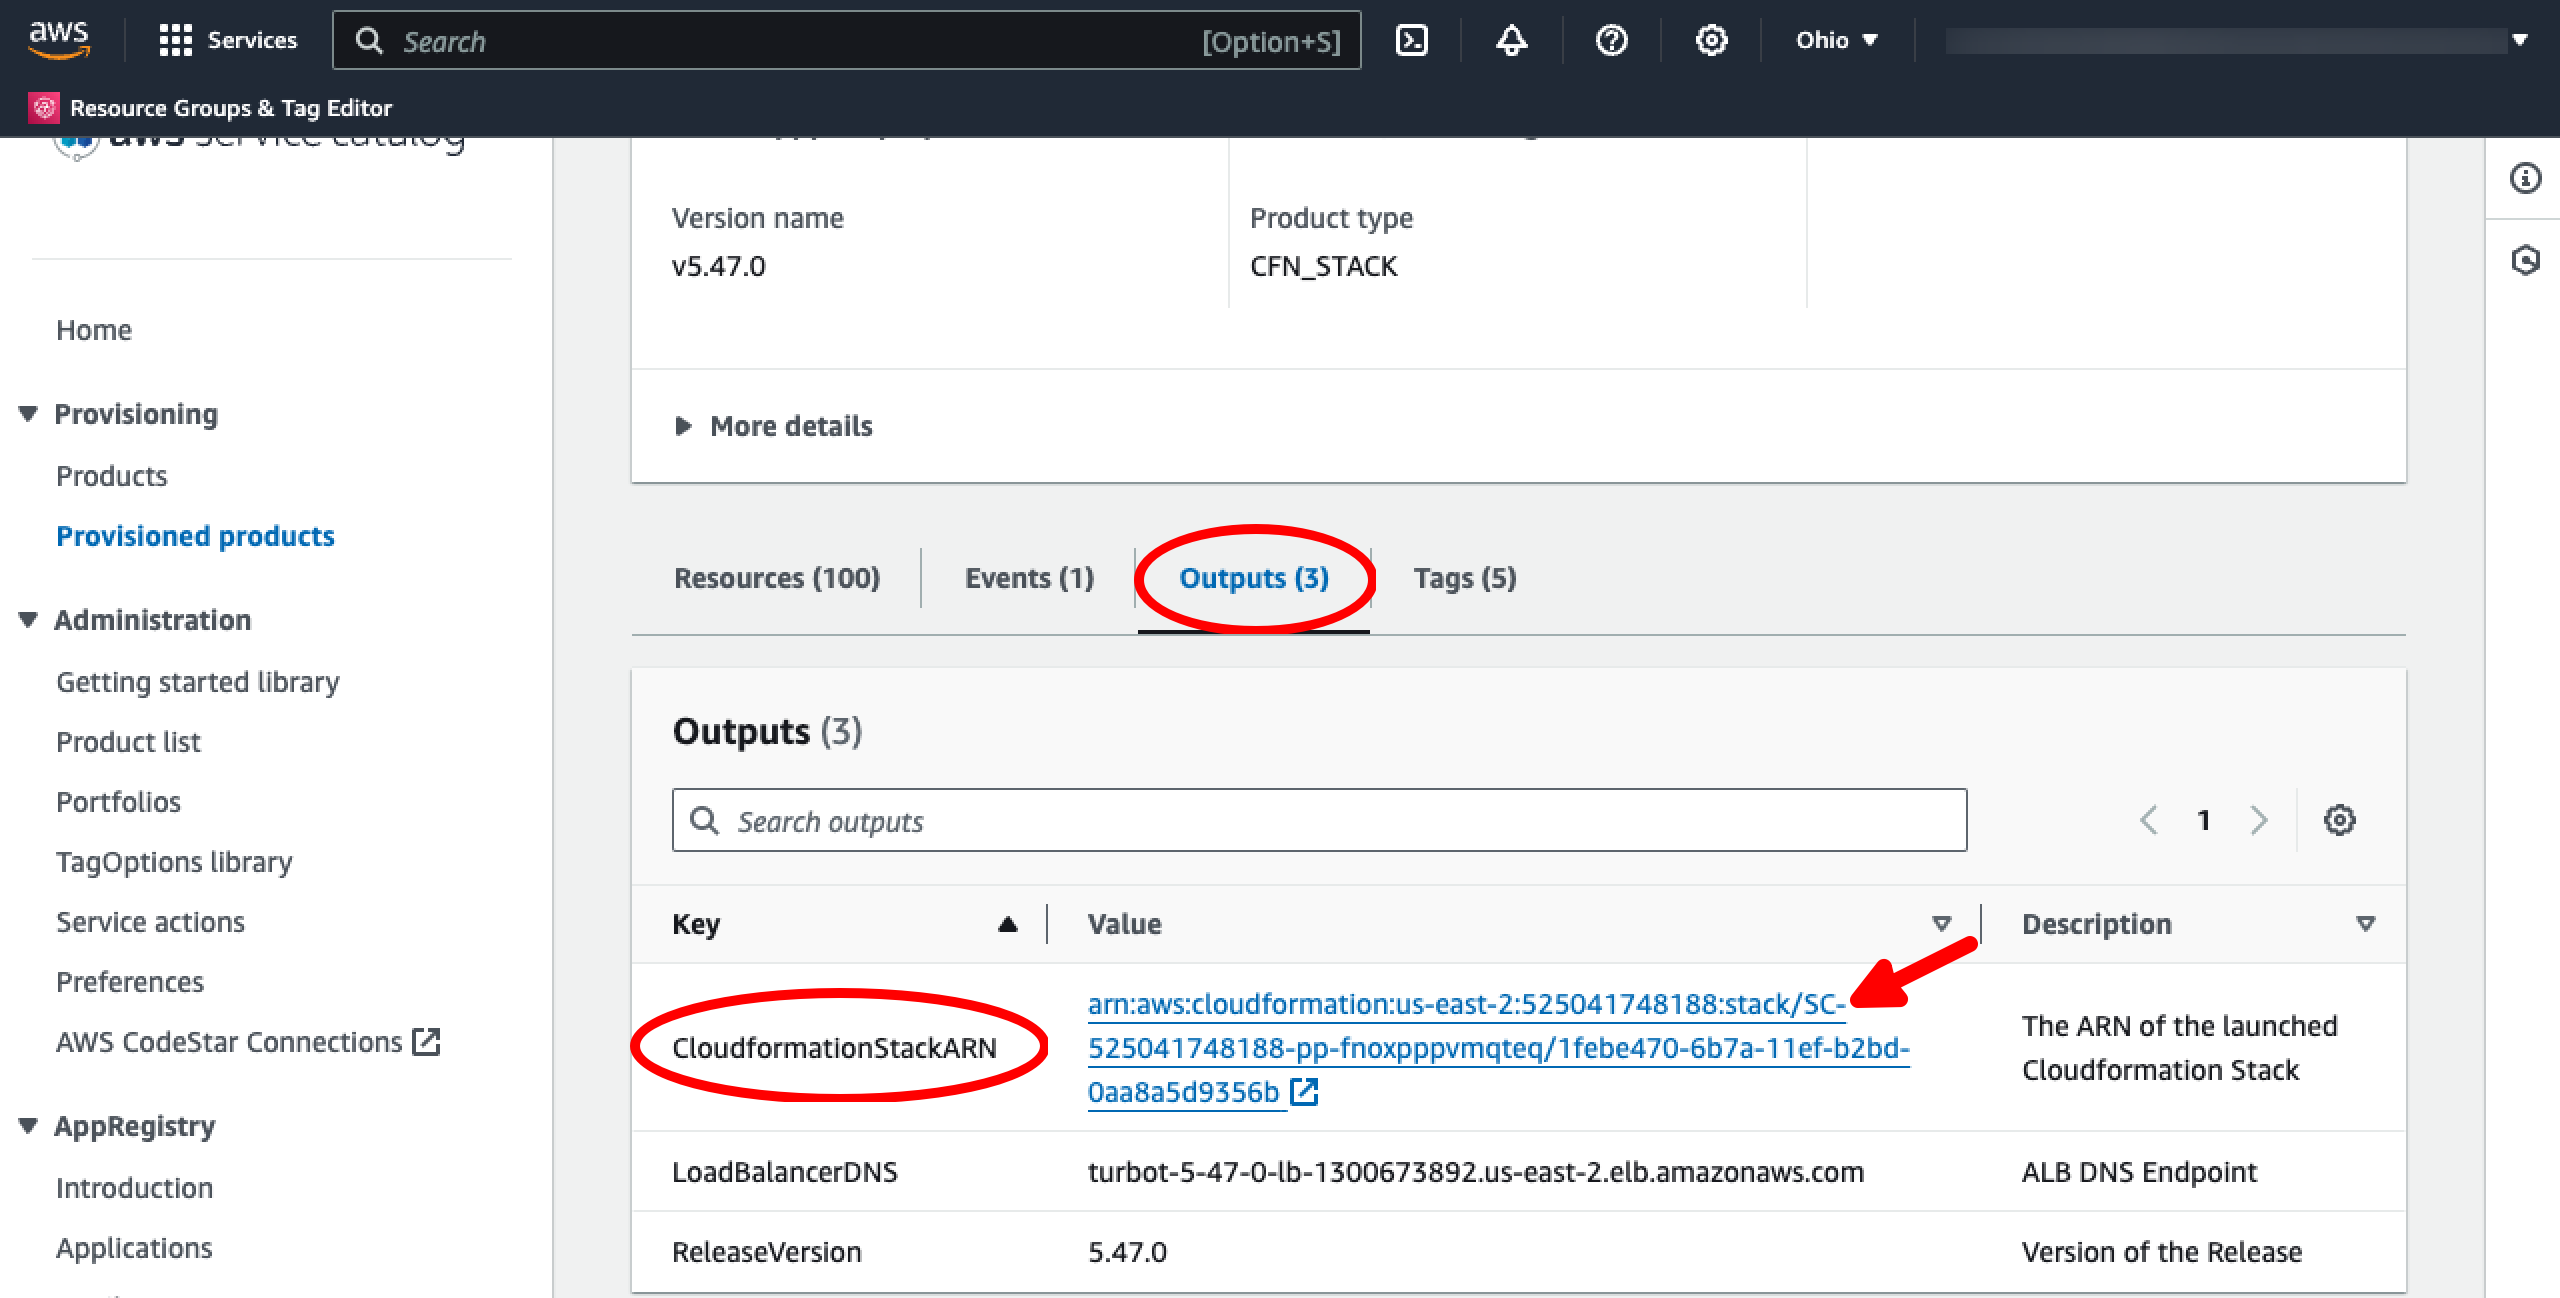 aws
Services
Search
[Option+S]
Ohio
Resource Groups & Tag Editor
aws service catalog
Version name
v5.47.0
Product type
CFN_STACK
Home
More details
Provisioning
Products
Provisioned products
Resources (100)
Events (1)
Outputs (3)
Tags (5)
Administration
Getting started library
Product list
Portfolios
TagOptions library
Service actions
Preferences
AWS CodeStar Connections
AppRegistry
Introduction
Applications
Outputs (3)
Search outputs
1
Key
Value
Description
CloudformationStackARN
arn:aws:cloudformation:us-east-2:525041748188:stack/SC-
525041748188-pp-fnoxpppvmqteq/1febe470-6b7a-11ef-b2bd-
0aa8a5d9356b
The ARN of the launched
Cloudformation Stack
LoadBalancerDNS
turbot-5-47-0-lb-1300673892.us-east-2.elb.amazonaws.com
ALB DNS Endpoint
ReleaseVersion
5.47.0
Version of the Release